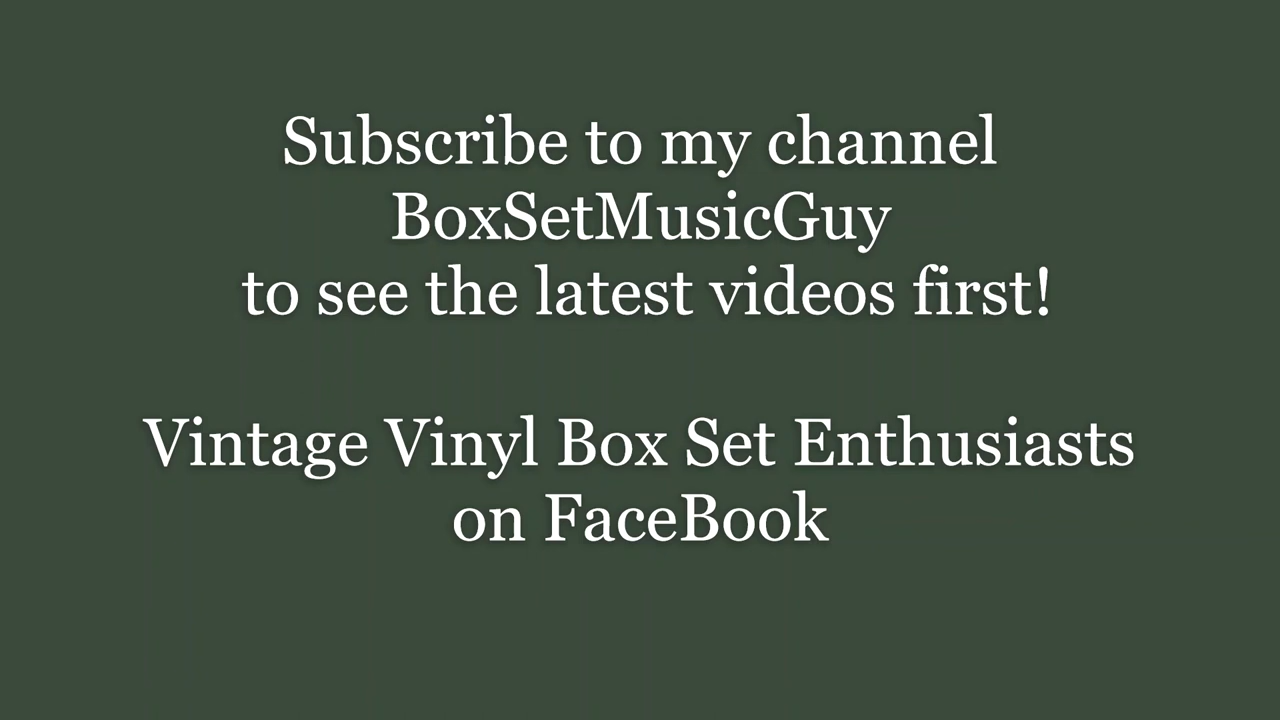 Subscribe to my channel
BoxSetMusicGuy
to see the latest videos first!
Vintage Vinyl Box Set Enthusiasts
on FaceBook